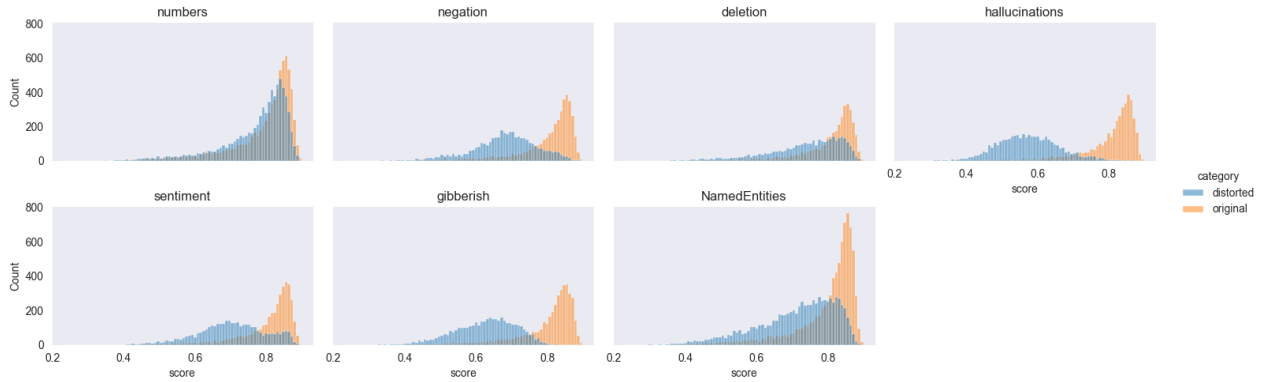 numbers
negation
deletion
hallucinations
800
600
400
200
0
Count
0.2 0.4 0.6 0.8
score
category
distorted
original
sentiment
gibberish
NamedEntities
800
600
400
200
0
Count
0.2 0.4 0.6 0.8
score
0.2 0.4 0.6 0.8
score
0.2 0.4 0.6 0.8
score